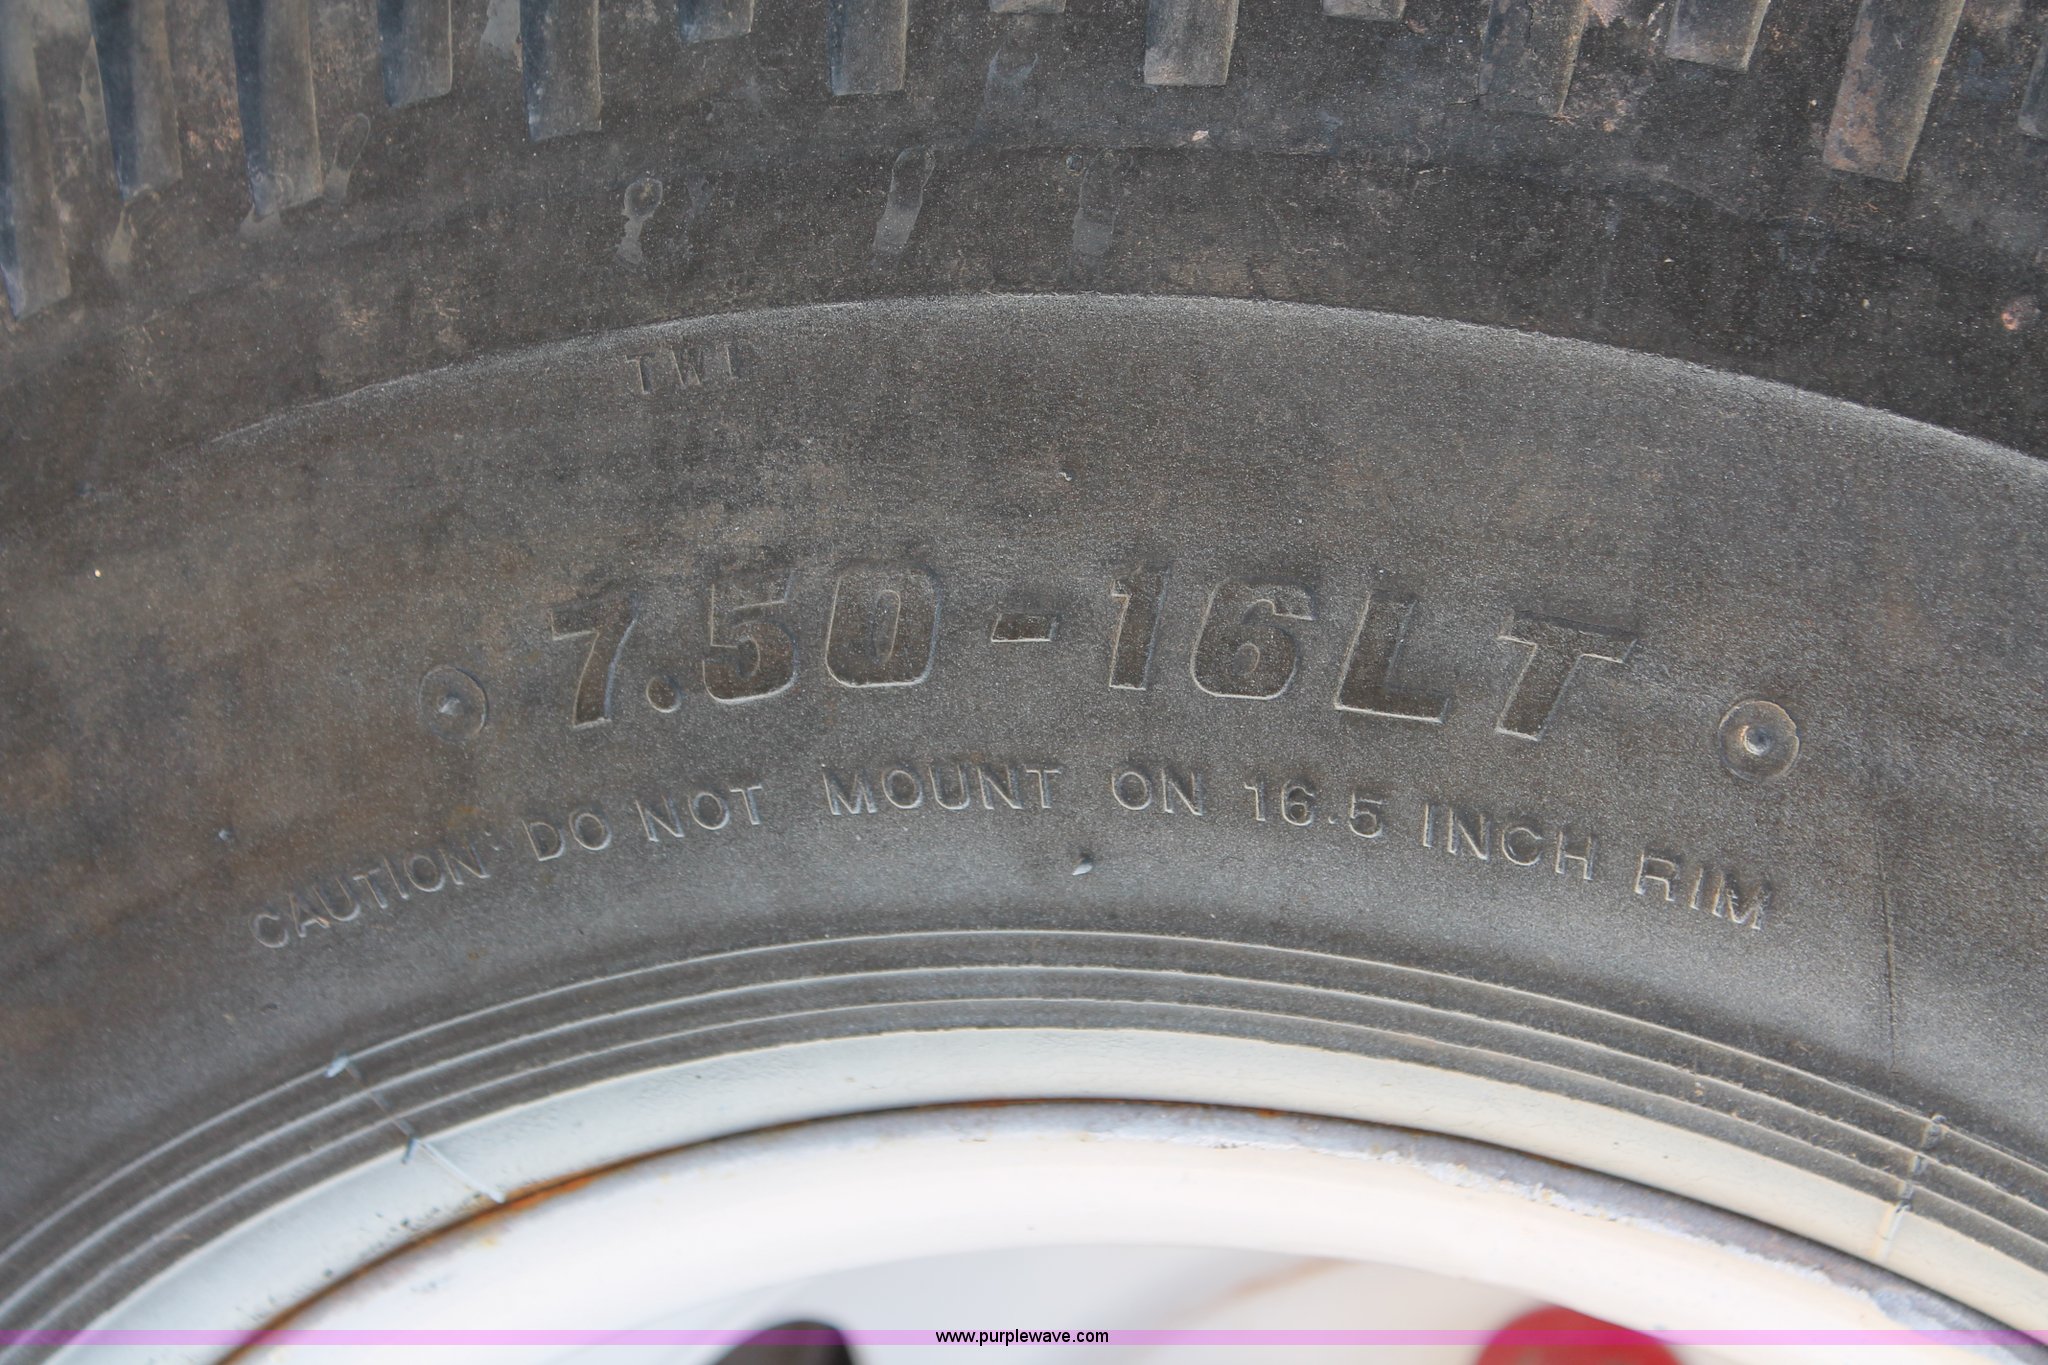 TWI
7.50-16LT
CAUTION: DO NOT MOUNT ON 16.5 INCH RIM
www.purplewave.com